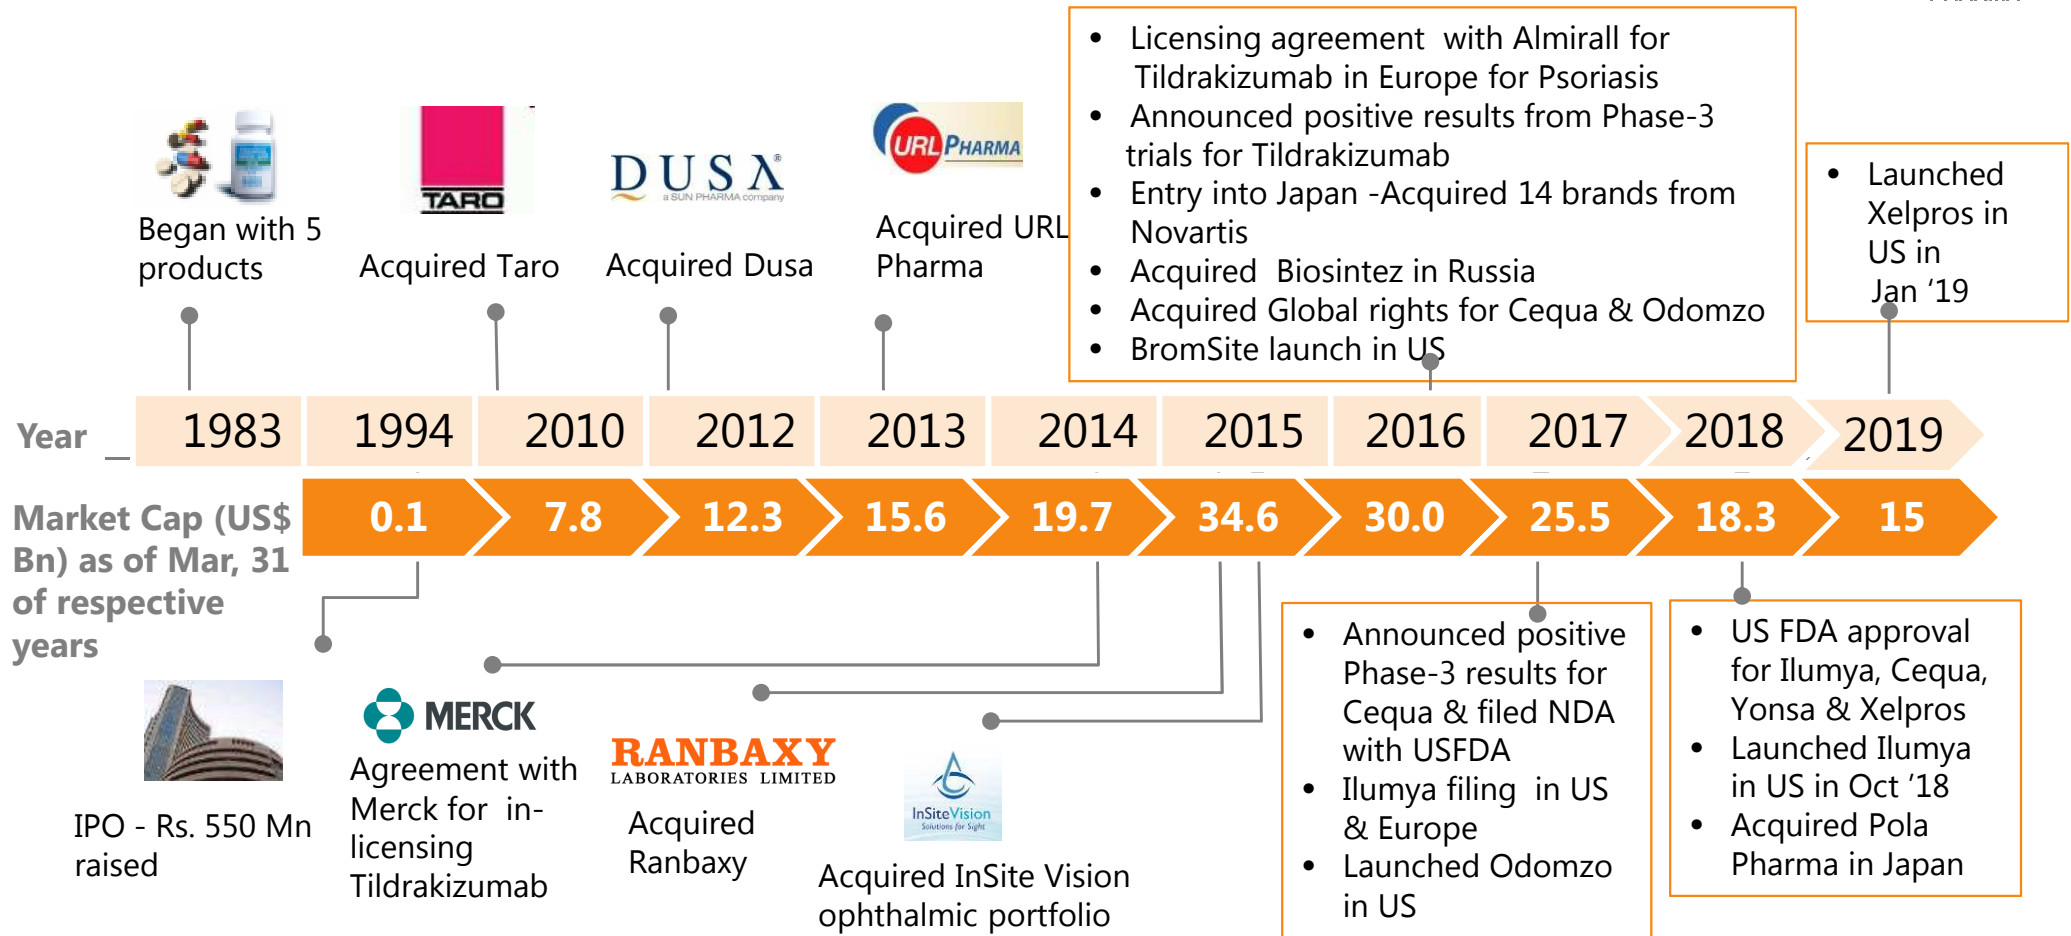 • Licensing agreement with Almirall for
Tildrakizumab in Europe for Psoriasis
• Announced positive results from Phase-3
trials for Tildrakizumab
• Entry into Japan -Acquired 14 brands from
Novartis
• Acquired Biosintez in Russia
• Acquired Global rights for Cequa & Odomzo
• BromSite launch in US
• Launched
Xelpros in
US in
Jan ‘19
Began with 5
products
TARO
Acquired Taro
DUSA®
a SUN PHARMA company
Acquired Dusa
URL PHARMA
Acquired URL
Pharma
Year 1983 1994 2010 2012 2013 2014 2015 2016 2017 2018 2019
Market Cap (US$
Bn) as of Mar, 31
of respective
years
0.1 7.8 12.3 15.6 19.7 34.6 30.0 25.5 18.3 15
IPO - Rs. 550 Mn
raised
MERCK
Agreement with
Merck for in-
licensing
Tildrakizumab
RANBAXY
LABORATORIES LIMITED
Acquired
Ranbaxy
InSiteVision
Solutions for Sight
Acquired InSite Vision
ophthalmic portfolio
• Announced positive
Phase-3 results for
Cequa & filed NDA
with USFDA
• Ilumya filing in US
& Europe
• Launched Odomzo
in US
• US FDA approval
for Ilumya, Cequa,
Yonsa & Xelpros
• Launched Ilumya
in US in Oct ’18
• Acquired Pola
Pharma in Japan